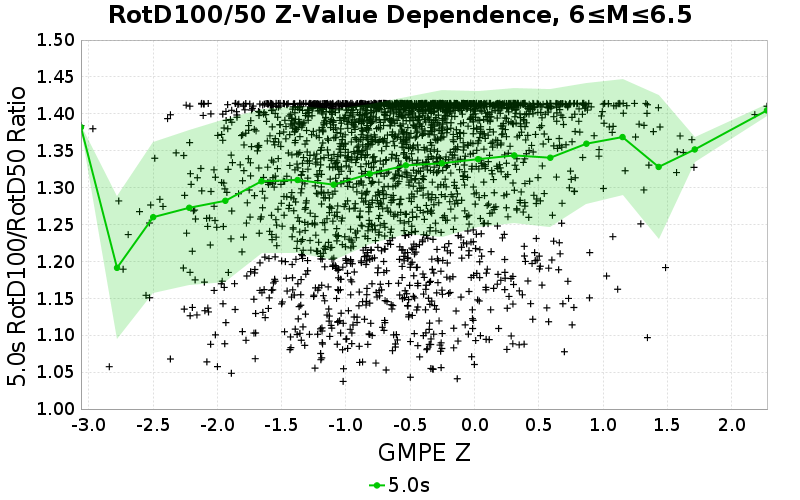 RotD100/50 Z-Value Dependence, 6≤M≤6.5
5.0s RotD100/RotD50 Ratio
1.50
1.45
1.40
1.35
1.30
1.25
1.20
1.15
1.10
1.05
1.00
-3.0 -2.5 -2.0 -1.5 -1.0 -0.5 0.0 0.5 1.0 1.5 2.0
GMPE Z
5.0s